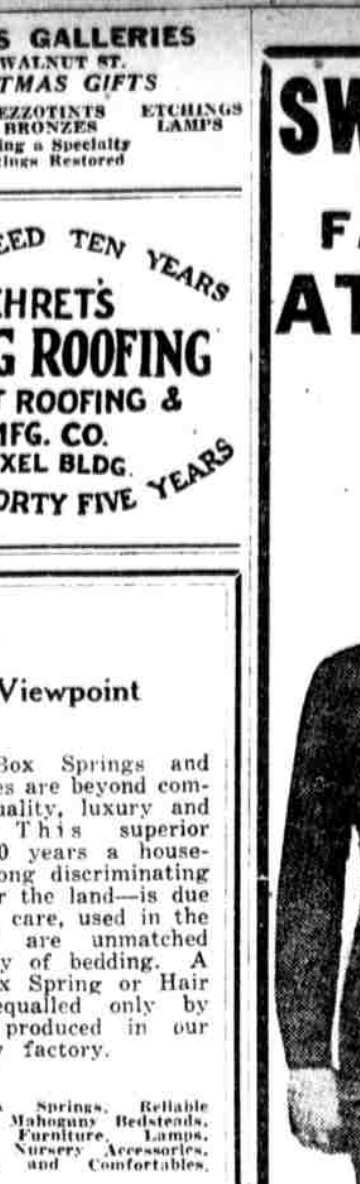 S GALLERIES
WALNUT ST.
TMAS GIFTS
EZZOTINTS ETCHINGS
BRONZES LAMPS
ing a Specialty
ings Restored
EED TEN YEARS
EHRET'S
G ROOFING
T ROOFING &
MFG. CO.
XEL BLDG.
ORTY FIVE YEARS
Viewpoint
Box Springs and
es are beyond com-
uality, luxury and
This superior
0 years a house-
ong discriminating
r the land—is due
care, used in the
are unmatched
y of bedding. A
x Spring or Hair
equalled only by
produced in our
y factory.
Springs, Reliable
Mahogany Bedsteads,
Furniture, Lamps,
Nursery Accessories,
and Comfortables,
SW
FA
AT